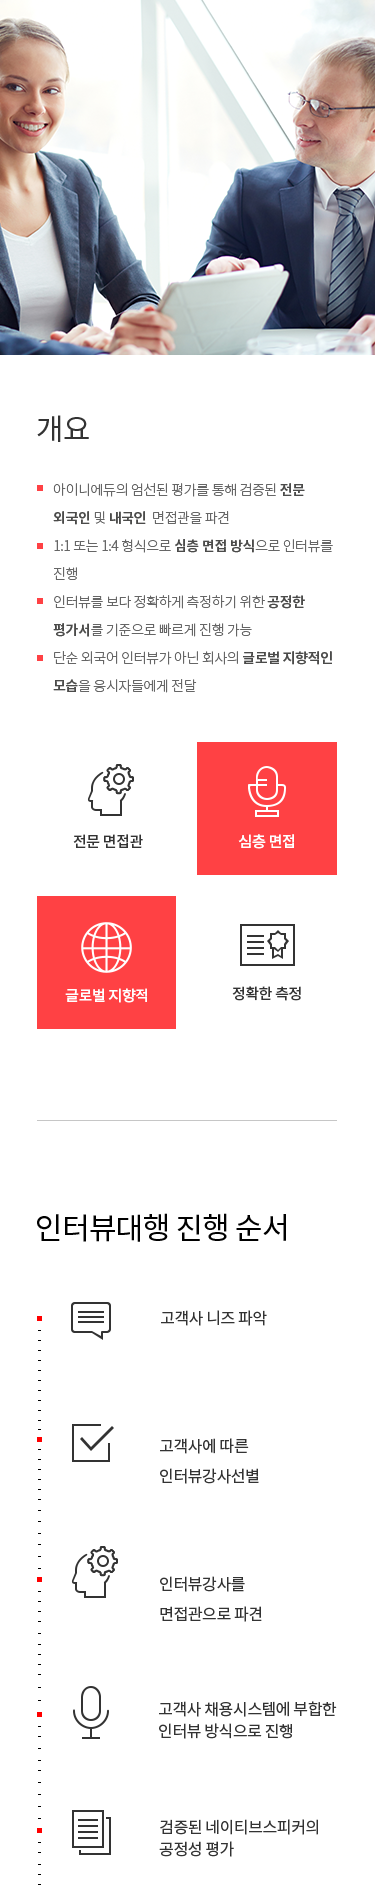 개요
아이니에듀의 엄선된 평가를 통해 검증된 전문
외국인 및 내국인 면접관을 파견
1:1 또는 1:4 형식으로 심층 면접 방식으로 인터뷰를
진행
인터뷰를 보다 정확하게 측정하기 위한 공정한
평가서를 기준으로 빠르게 진행 가능
단순 외국어 인터뷰가 아닌 회사의 글로벌 지향적인
모습을 응시자들에게 전달
전문 면접관
심층 면접
글로벌 지향적
정확한 측정
인터뷰대행 진행 순서
고객사 니즈 파악
고객사에 따른
인터뷰강사선별
인터뷰강사를
면접관으로 파견
고객사 채용시스템에 부합한
인터뷰 방식으로 진행
검증된 네이티브스피커의
공정성 평가